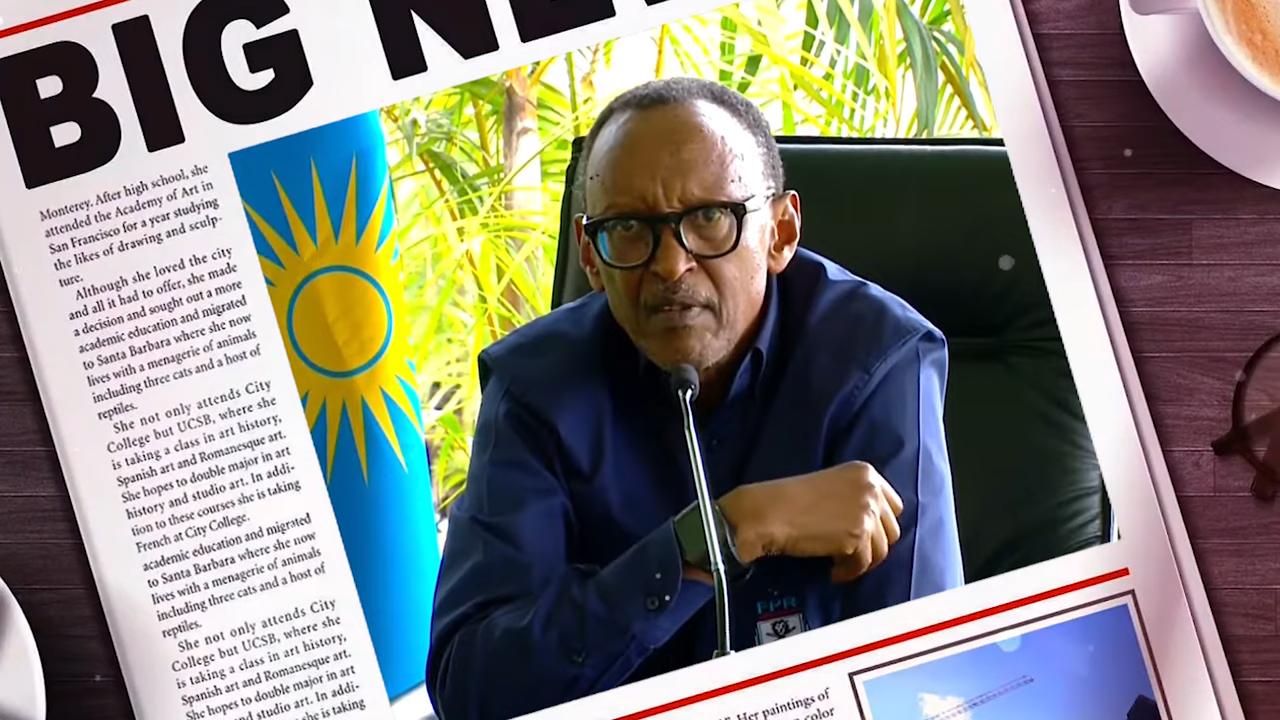 BIG NE
Monterey. After high school, she
attended the Academy of Art in
San Francisco for a year studying
the likes of drawing and sculp-
ture.
Although she loved the city
and all it had to offer, she made
a decision and sought out a more
academic education and migrated
to Santa Barbara where she now
lives with a menagerie of animals
including three cats and a host of
reptiles.
She not only attends City
College but UCSB, where she
is taking a class in art history,
Spanish art and Romanesque art.
She hopes to double major in art
history and studio art. In addi-
tion to these courses she is taking
French at City College.
academic education and migrated
to Santa Barbara where she now
lives with a menagerie of animals
including three cats and a host of
reptiles.
She not only attends City
College but UCSB, where she
is taking a class in art history,
Spanish art and Romanesque art.
She hopes to double major in art
and studio art. In addi-
she is taking
FPR
Her paintings of
color